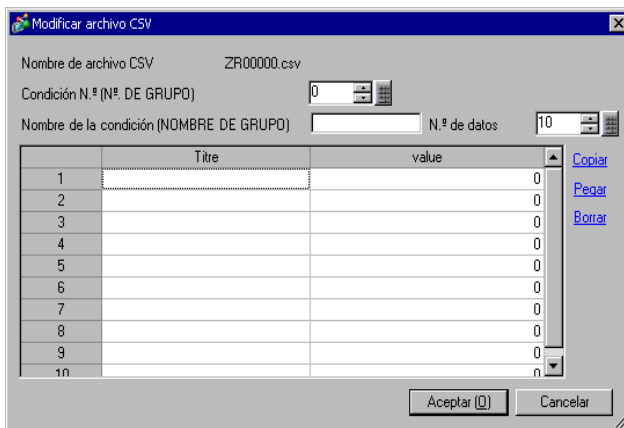 Modificar archivo CSV
Nombre de archivo CSV ZR00000.csv
Condición N.º (Nº. DE GRUPO) 0
Nombre de la condición (NOMBRE DE GRUPO) N.º de datos 10
Titre value
1 0
2 0
3 0
4 0
5 0
6 0
7 0
8 0
9 0
10 0
Copiar
Pegar
Borrar
Aceptar (O) Cancelar